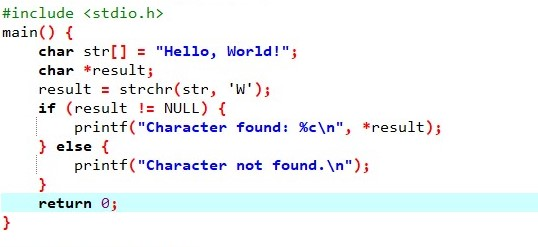 #include <stdio.h>
main() {
    char str[] = "Hello, World!";
    char *result;
    result = strchr(str, 'W');
    if (result != NULL) {
        printf("Character found: %c\n", *result);
    } else {
        printf("Character not found.\n");
    }
    return 0;
}